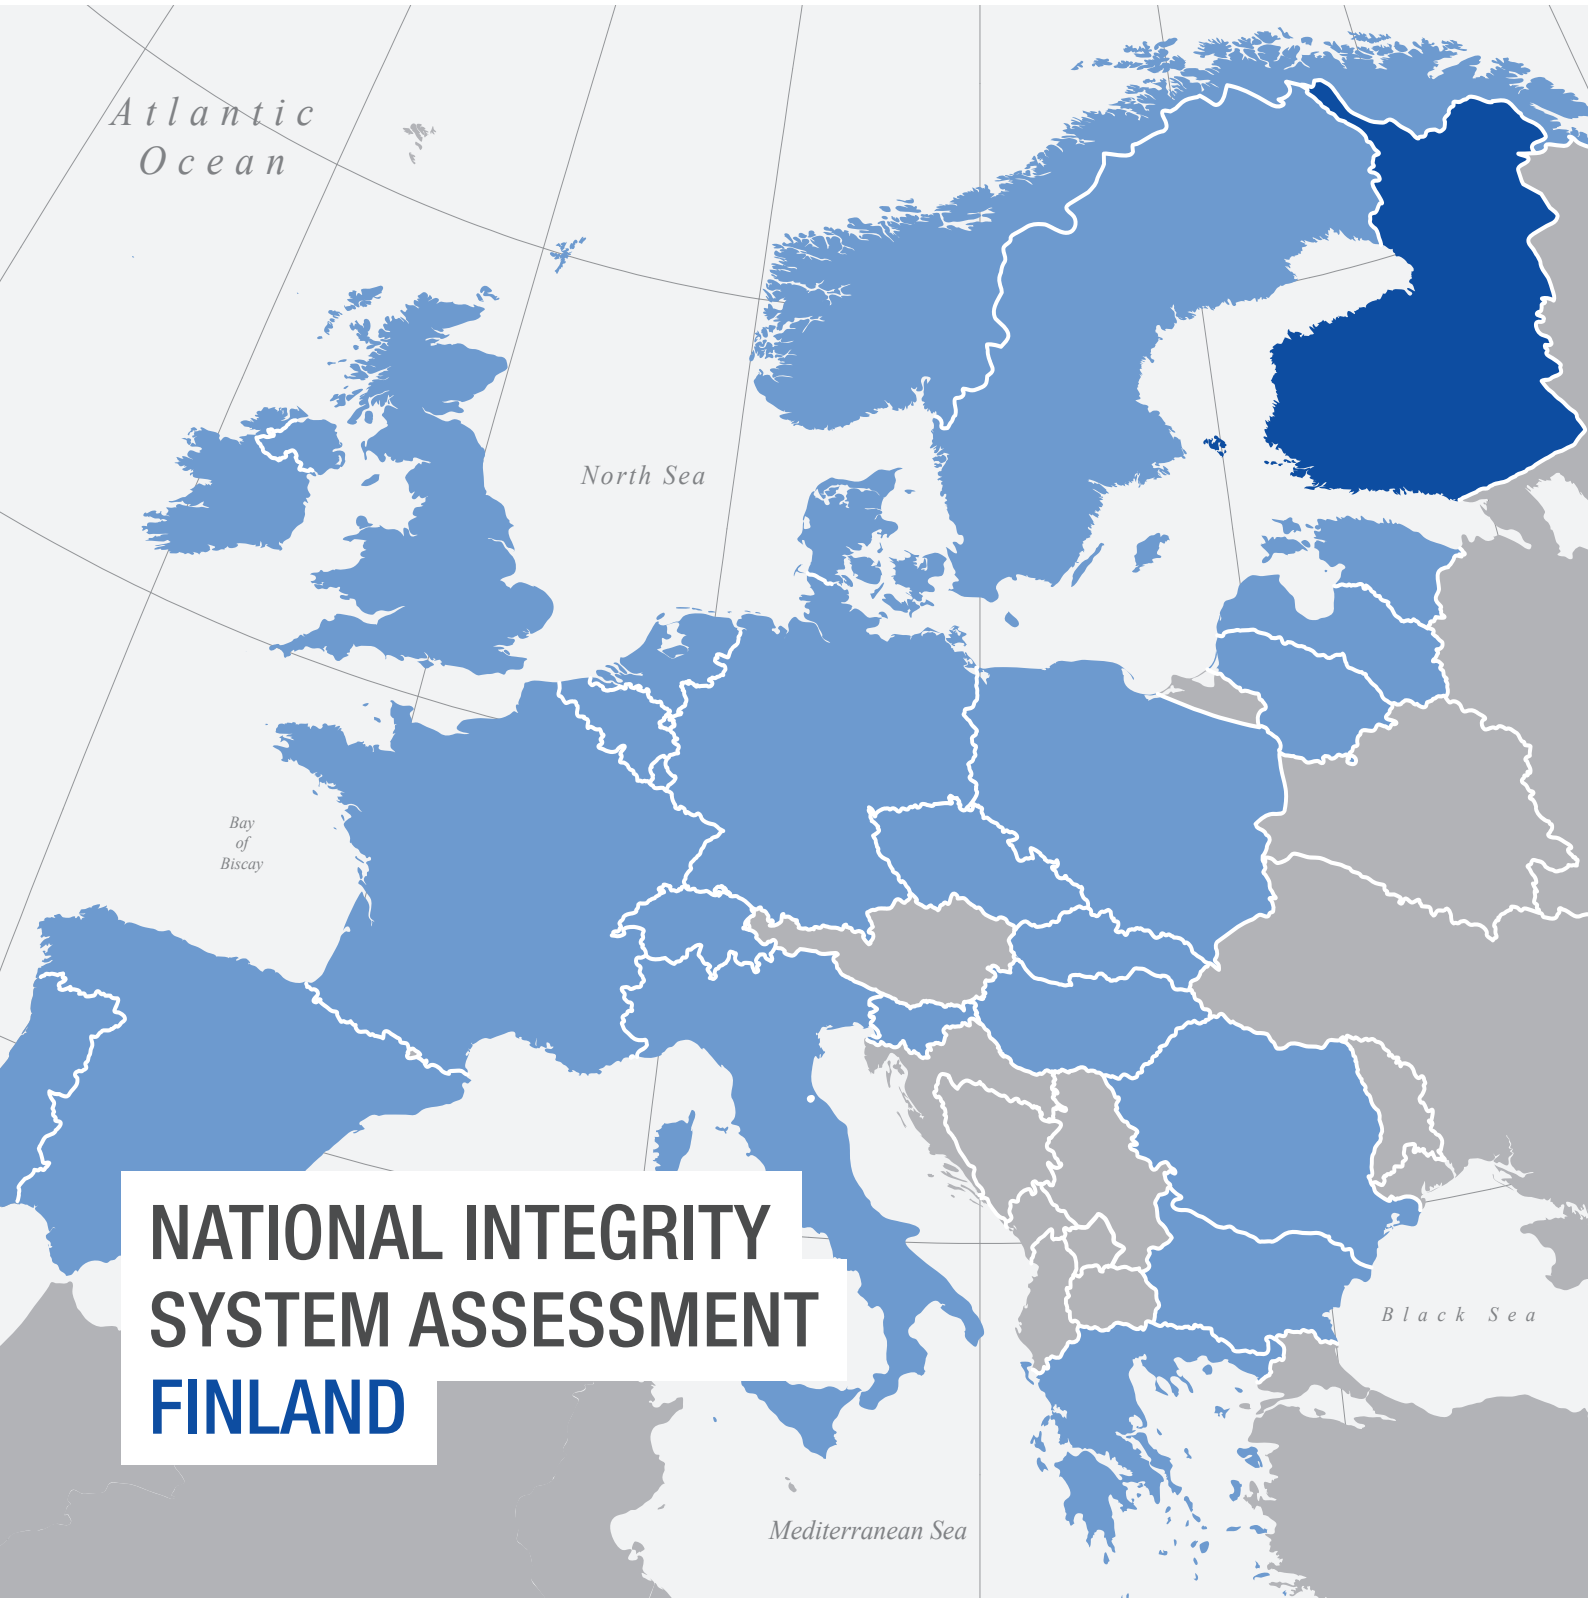 Atlantic
Ocean
North Sea
Bay
of
Biscay
NATIONAL INTEGRITY
SYSTEM ASSESSMENT
FINLAND
Black Sea
Mediterranean Sea